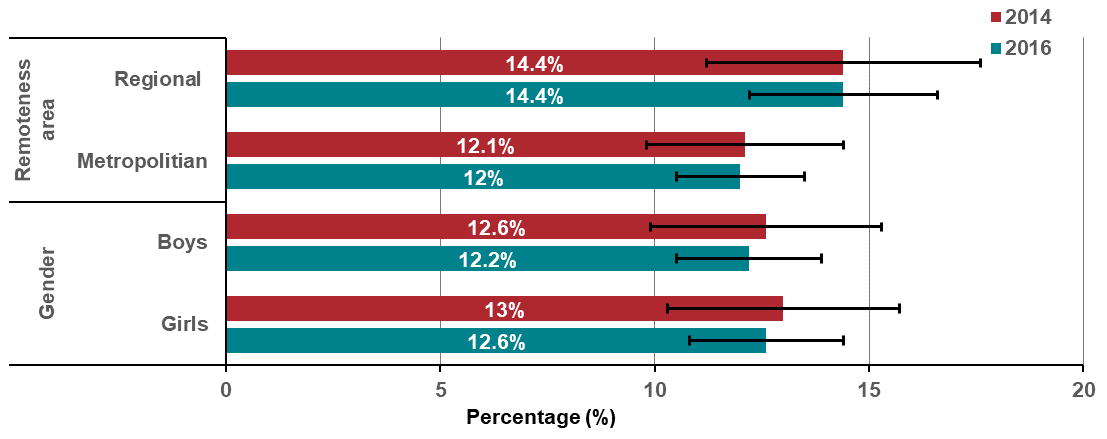 2014
2016
Remoteness
area
Regional
14.4%
14.4%
Metropolitian
12.1%
12%
Gender
Boys
12.6%
12.2%
Girls
13%
12.6%
0 5 10 15 20
Percentage (%)